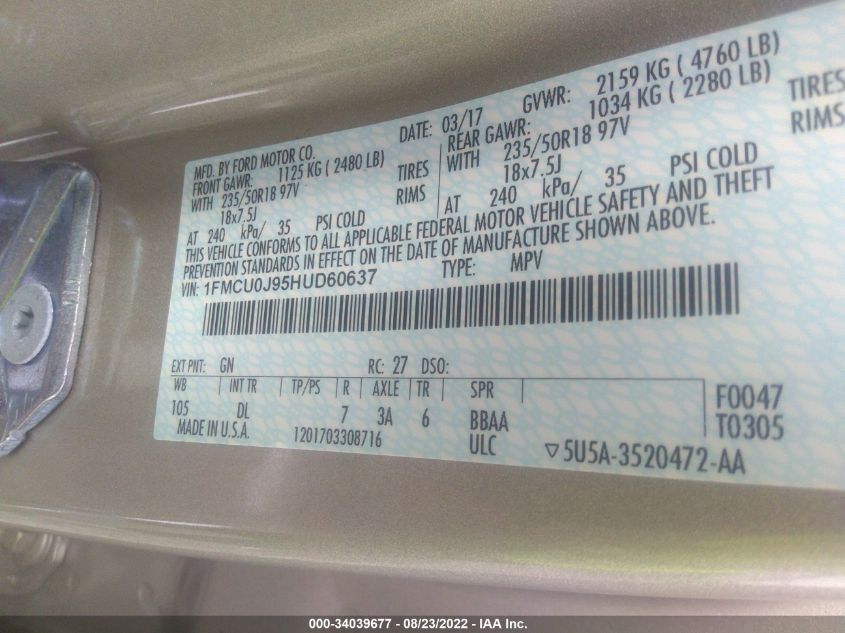 MFD. BY FORD MOTOR CO. DATE: 03/17 GVWR: 2159 KG ( 4760 LB)
FRONT GAWR: 1125 KG ( 2480 LB) REAR GAWR: 1034 KG ( 2280 LB)
WITH 235/50R18 97V TIRES WITH 235/50R18 97V TIRES
18x7.5J RIMS 18x7.5J RIMS
AT 240 kPa/ 35 PSI COLD AT 240 kPa/ 35 PSI COLD
THIS VEHICLE CONFORMS TO ALL APPLICABLE FEDERAL MOTOR VEHICLE SAFETY AND THEFT
PREVENTION STANDARDS IN EFFECT ON THE DATE OF MANUFACTURE SHOWN ABOVE.
VIN: 1FMCU0J95HUD60637 TYPE: MPV
EXT PNT: GN RC: 27 DSO:
WB INT TR TP/PS R AXLE TR SPR F0047
105 DL 7 3A 6 BBAA T0305
MADE IN U.S.A. 1201703308716 ULC ▽5U5A-3520472-AA
000-34039677 - 08/23/2022 - IAA Inc.